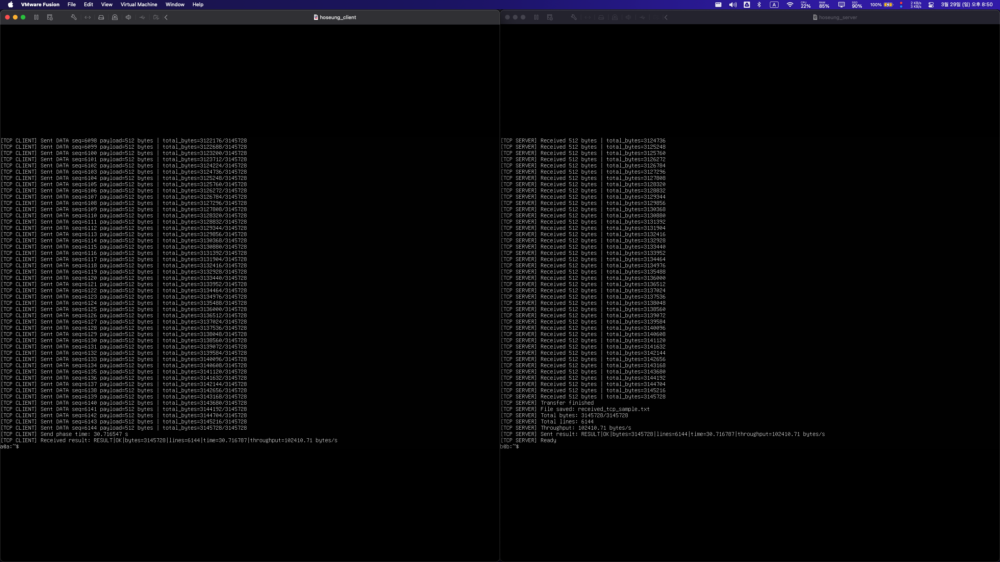 VMware Fusion File Edit View Virtual Machine Window Help A CPU 22% RAM 85% SSD 90% 100% 2 KB/s 3 KB/s 3월 29일 (일) 오후 8:50
hoseung_client
[TCP CLIENT] Sent DATA seq=6098 payload=512 bytes | total_bytes=3122176/3145728
[TCP CLIENT] Sent DATA seq=6099 payload=512 bytes | total_bytes=3122688/3145728
[TCP CLIENT] Sent DATA seq=6100 payload=512 bytes | total_bytes=3123200/3145728
[TCP CLIENT] Sent DATA seq=6101 payload=512 bytes | total_bytes=3123712/3145728
[TCP CLIENT] Sent DATA seq=6102 payload=512 bytes | total_bytes=3124224/3145728
[TCP CLIENT] Sent DATA seq=6103 payload=512 bytes | total_bytes=3124736/3145728
[TCP CLIENT] Sent DATA seq=6104 payload=512 bytes | total_bytes=3125248/3145728
[TCP CLIENT] Sent DATA seq=6105 payload=512 bytes | total_bytes=3125760/3145728
[TCP CLIENT] Sent DATA seq=6106 payload=512 bytes | total_bytes=3126272/3145728
[TCP CLIENT] Sent DATA seq=6107 payload=512 bytes | total_bytes=3126784/3145728
[TCP CLIENT] Sent DATA seq=6108 payload=512 bytes | total_bytes=3127296/3145728
[TCP CLIENT] Sent DATA seq=6109 payload=512 bytes | total_bytes=3127808/3145728
[TCP CLIENT] Sent DATA seq=6110 payload=512 bytes | total_bytes=3128320/3145728
[TCP CLIENT] Sent DATA seq=6111 payload=512 bytes | total_bytes=3128832/3145728
[TCP CLIENT] Sent DATA seq=6112 payload=512 bytes | total_bytes=3129344/3145728
[TCP CLIENT] Sent DATA seq=6113 payload=512 bytes | total_bytes=3129856/3145728
[TCP CLIENT] Sent DATA seq=6114 payload=512 bytes | total_bytes=3130368/3145728
[TCP CLIENT] Sent DATA seq=6115 payload=512 bytes | total_bytes=3130880/3145728
[TCP CLIENT] Sent DATA seq=6116 payload=512 bytes | total_bytes=3131392/3145728
[TCP CLIENT] Sent DATA seq=6117 payload=512 bytes | total_bytes=3131904/3145728
[TCP CLIENT] Sent DATA seq=6118 payload=512 bytes | total_bytes=3132416/3145728
[TCP CLIENT] Sent DATA seq=6119 payload=512 bytes | total_bytes=3132928/3145728
[TCP CLIENT] Sent DATA seq=6120 payload=512 bytes | total_bytes=3133440/3145728
[TCP CLIENT] Sent DATA seq=6121 payload=512 bytes | total_bytes=3133952/3145728
[TCP CLIENT] Sent DATA seq=6122 payload=512 bytes | total_bytes=3134464/3145728
[TCP CLIENT] Sent DATA seq=6123 payload=512 bytes | total_bytes=3134976/3145728
[TCP CLIENT] Sent DATA seq=6124 payload=512 bytes | total_bytes=3135488/3145728
[TCP CLIENT] Sent DATA seq=6125 payload=512 bytes | total_bytes=3136000/3145728
[TCP CLIENT] Sent DATA seq=6126 payload=512 bytes | total_bytes=3136512/3145728
[TCP CLIENT] Sent DATA seq=6127 payload=512 bytes | total_bytes=3137024/3145728
[TCP CLIENT] Sent DATA seq=6128 payload=512 bytes | total_bytes=3137536/3145728
[TCP CLIENT] Sent DATA seq=6129 payload=512 bytes | total_bytes=3138048/3145728
[TCP CLIENT] Sent DATA seq=6130 payload=512 bytes | total_bytes=3138560/3145728
[TCP CLIENT] Sent DATA seq=6131 payload=512 bytes | total_bytes=3139072/3145728
[TCP CLIENT] Sent DATA seq=6132 payload=512 bytes | total_bytes=3139584/3145728
[TCP CLIENT] Sent DATA seq=6133 payload=512 bytes | total_bytes=3140096/3145728
[TCP CLIENT] Sent DATA seq=6134 payload=512 bytes | total_bytes=3140608/3145728
[TCP CLIENT] Sent DATA seq=6135 payload=512 bytes | total_bytes=3141120/3145728
[TCP CLIENT] Sent DATA seq=6136 payload=512 bytes | total_bytes=3141632/3145728
[TCP CLIENT] Sent DATA seq=6137 payload=512 bytes | total_bytes=3142144/3145728
[TCP CLIENT] Sent DATA seq=6138 payload=512 bytes | total_bytes=3142656/3145728
[TCP CLIENT] Sent DATA seq=6139 payload=512 bytes | total_bytes=3143168/3145728
[TCP CLIENT] Sent DATA seq=6140 payload=512 bytes | total_bytes=3143680/3145728
[TCP CLIENT] Sent DATA seq=6141 payload=512 bytes | total_bytes=3144192/3145728
[TCP CLIENT] Sent DATA seq=6142 payload=512 bytes | total_bytes=3144704/3145728
[TCP CLIENT] Sent DATA seq=6143 payload=512 bytes | total_bytes=3145216/3145728
[TCP CLIENT] Sent DATA seq=6144 payload=512 bytes | total_bytes=3145728/3145728
[TCP CLIENT] Send phase time: 30.716547 s
[TCP CLIENT] Received result: RESULT|OK|bytes=3145728|lines=6144|time=30.716787|throughput=102410.71 bytes/s
a@a:~$
hoseung_server
[TCP SERVER] Received 512 bytes | total_bytes=3124736
[TCP SERVER] Received 512 bytes | total_bytes=3125248
[TCP SERVER] Received 512 bytes | total_bytes=3125760
[TCP SERVER] Received 512 bytes | total_bytes=3126272
[TCP SERVER] Received 512 bytes | total_bytes=3126784
[TCP SERVER] Received 512 bytes | total_bytes=3127296
[TCP SERVER] Received 512 bytes | total_bytes=3127808
[TCP SERVER] Received 512 bytes | total_bytes=3128320
[TCP SERVER] Received 512 bytes | total_bytes=3128832
[TCP SERVER] Received 512 bytes | total_bytes=3129344
[TCP SERVER] Received 512 bytes | total_bytes=3129856
[TCP SERVER] Received 512 bytes | total_bytes=3130368
[TCP SERVER] Received 512 bytes | total_bytes=3130880
[TCP SERVER] Received 512 bytes | total_bytes=3131392
[TCP SERVER] Received 512 bytes | total_bytes=3131904
[TCP SERVER] Received 512 bytes | total_bytes=3132416
[TCP SERVER] Received 512 bytes | total_bytes=3132928
[TCP SERVER] Received 512 bytes | total_bytes=3133440
[TCP SERVER] Received 512 bytes | total_bytes=3133952
[TCP SERVER] Received 512 bytes | total_bytes=3134464
[TCP SERVER] Received 512 bytes | total_bytes=3134976
[TCP SERVER] Received 512 bytes | total_bytes=3135488
[TCP SERVER] Received 512 bytes | total_bytes=3136000
[TCP SERVER] Received 512 bytes | total_bytes=3136512
[TCP SERVER] Received 512 bytes | total_bytes=3137024
[TCP SERVER] Received 512 bytes | total_bytes=3137536
[TCP SERVER] Received 512 bytes | total_bytes=3138048
[TCP SERVER] Received 512 bytes | total_bytes=3138560
[TCP SERVER] Received 512 bytes | total_bytes=3139072
[TCP SERVER] Received 512 bytes | total_bytes=3139584
[TCP SERVER] Received 512 bytes | total_bytes=3140096
[TCP SERVER] Received 512 bytes | total_bytes=3140608
[TCP SERVER] Received 512 bytes | total_bytes=3141120
[TCP SERVER] Received 512 bytes | total_bytes=3141632
[TCP SERVER] Received 512 bytes | total_bytes=3142144
[TCP SERVER] Received 512 bytes | total_bytes=3142656
[TCP SERVER] Received 512 bytes | total_bytes=3143168
[TCP SERVER] Received 512 bytes | total_bytes=3143680
[TCP SERVER] Received 512 bytes | total_bytes=3144192
[TCP SERVER] Received 512 bytes | total_bytes=3144704
[TCP SERVER] Received 512 bytes | total_bytes=3145216
[TCP SERVER] Received 512 bytes | total_bytes=3145728
[TCP SERVER] Transfer finished
[TCP SERVER] File saved: received_tcp_sample.txt
[TCP SERVER] Total bytes: 3145728/3145728
[TCP SERVER] Total lines: 6144
[TCP SERVER] Throughput: 102410.71 bytes/s
[TCP SERVER] Sent result: RESULT|OK|bytes=3145728|lines=6144|time=30.716787|throughput=102410.71 bytes/s
[TCP SERVER] Ready
b@b:~$